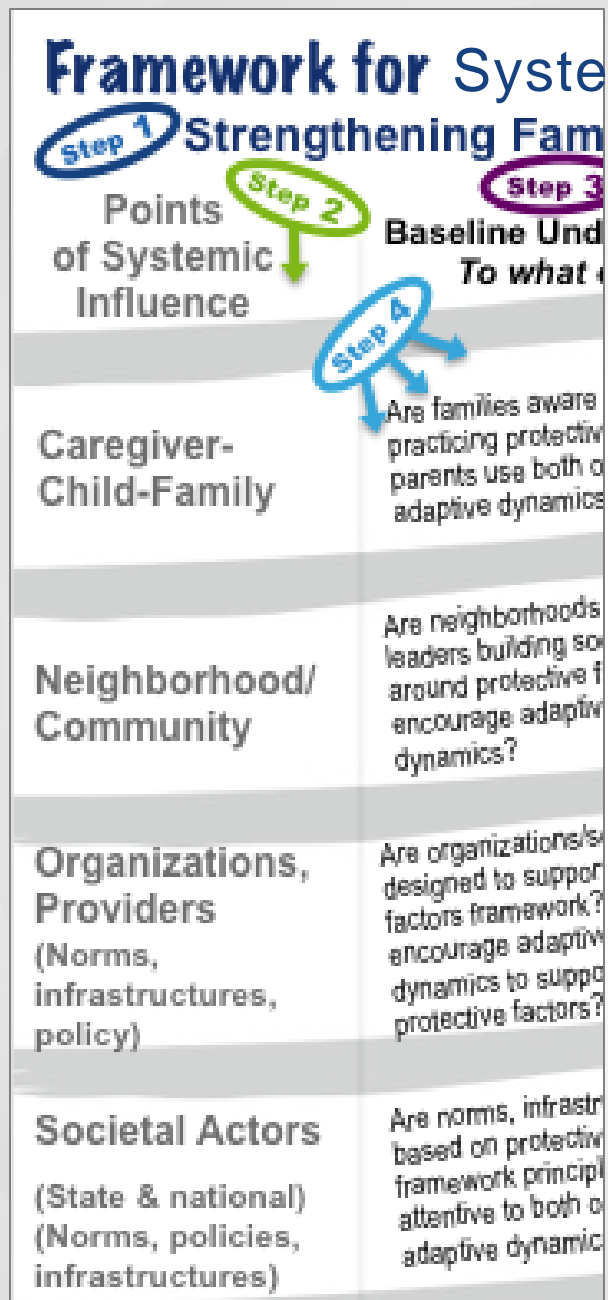 Framework for Syste
Step 1 Strengthening Fam
Step 2
Step 3
Points
of Systemic
Influence
Baseline Und
To what
Step 4
Caregiver-
Child-Family
Are families aware
practicing protectiv
parents use both o
adaptive dynamics
Neighborhood/
Community
Are neighborhoods
leaders building so
around protective f
encourage adaptiv
dynamics?
Organizations,
Providers
(Norms,
infrastructures,
policy)
Are organizations/s
designed to suppor
factors framework?
encourage adaptiv
dynamics to suppo
protective factors?
Societal Actors
(State & national)
(Norms, policies,
infrastructures)
Are norms, infrastr
based on protectiv
framework principl
attentive to both o
adaptive dynamic